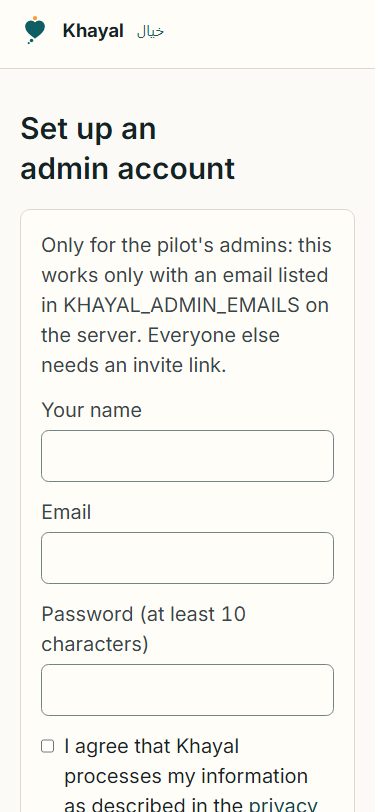 Khayal خيال
Set up an
admin account
Only for the pilot's admins: this
works only with an email listed
in KHAYAL_ADMIN_EMAILS on
the server. Everyone else
needs an invite link.
Your name
Email
Password (at least 10
characters)
I agree that Khayal
processes my information
as described in the privacy